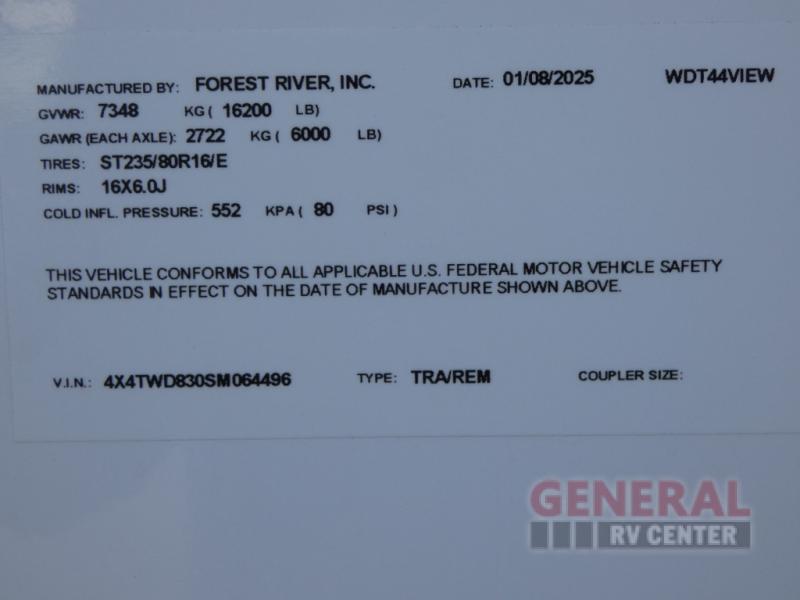 MANUFACTURED BY: FOREST RIVER, INC. DATE: 01/08/2025 WDT44VIEW
GVWR: 7348 KG ( 16200 LB)
GAWR (EACH AXLE): 2722 KG ( 6000 LB)
TIRES: ST235/80R16/E
RIMS: 16X6.0J
COLD INFL. PRESSURE: 552 KPA ( 80 PSI )
THIS VEHICLE CONFORMS TO ALL APPLICABLE U.S. FEDERAL MOTOR VEHICLE SAFETY
STANDARDS IN EFFECT ON THE DATE OF MANUFACTURE SHOWN ABOVE.
V.I.N.: 4X4TWD830SM064496 TYPE: TRA/REM COUPLER SIZE:
GENERAL
RV CENTER